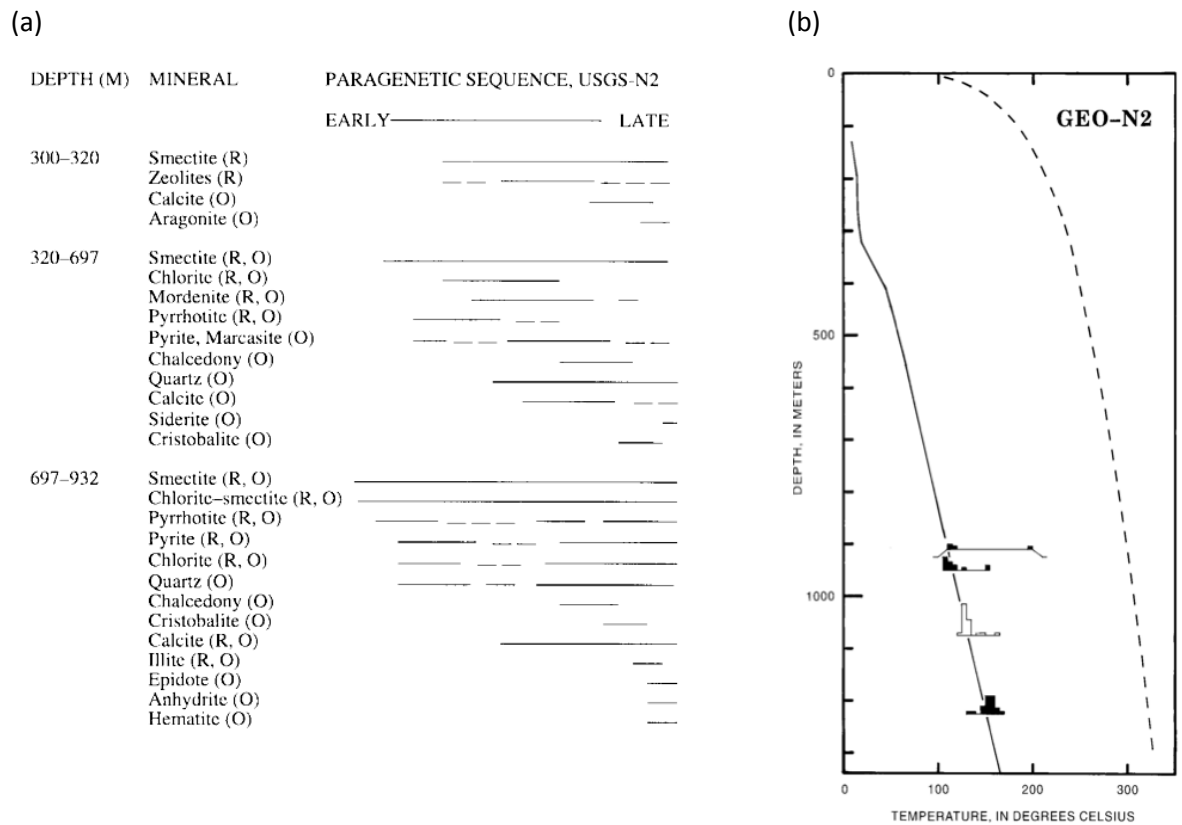 (a)
DEPTH (M) MINERAL PARAGENETIC SEQUENCE, USGS-N2
EARLY LATE
300–320 Smectite (R)
Zeolites (R)
Calcite (O)
Aragonite (O)
320–697 Smectite (R, O)
Chlorite (R, O)
Mordenite (R, O)
Pyrrhotite (R, O)
Pyrite, Marcasite (O)
Chalcedony (O)
Quartz (O)
Calcite (O)
Siderite (O)
Cristobalite (O)
697–932 Smectite (R, O)
Chlorite–smectite (R, O)
Pyrrhotite (R, O)
Pyrite (R, O)
Chlorite (R, O)
Quartz (O)
Chalcedony (O)
Cristobalite (O)
Calcite (R, O)
Illite (R, O)
Epidote (O)
Anhydrite (O)
Hematite (O)
(b)
GEO–N2
0
500
1000
DEPTH, IN METERS
0 100 200 300
TEMPERATURE, IN DEGREES CELSIUS